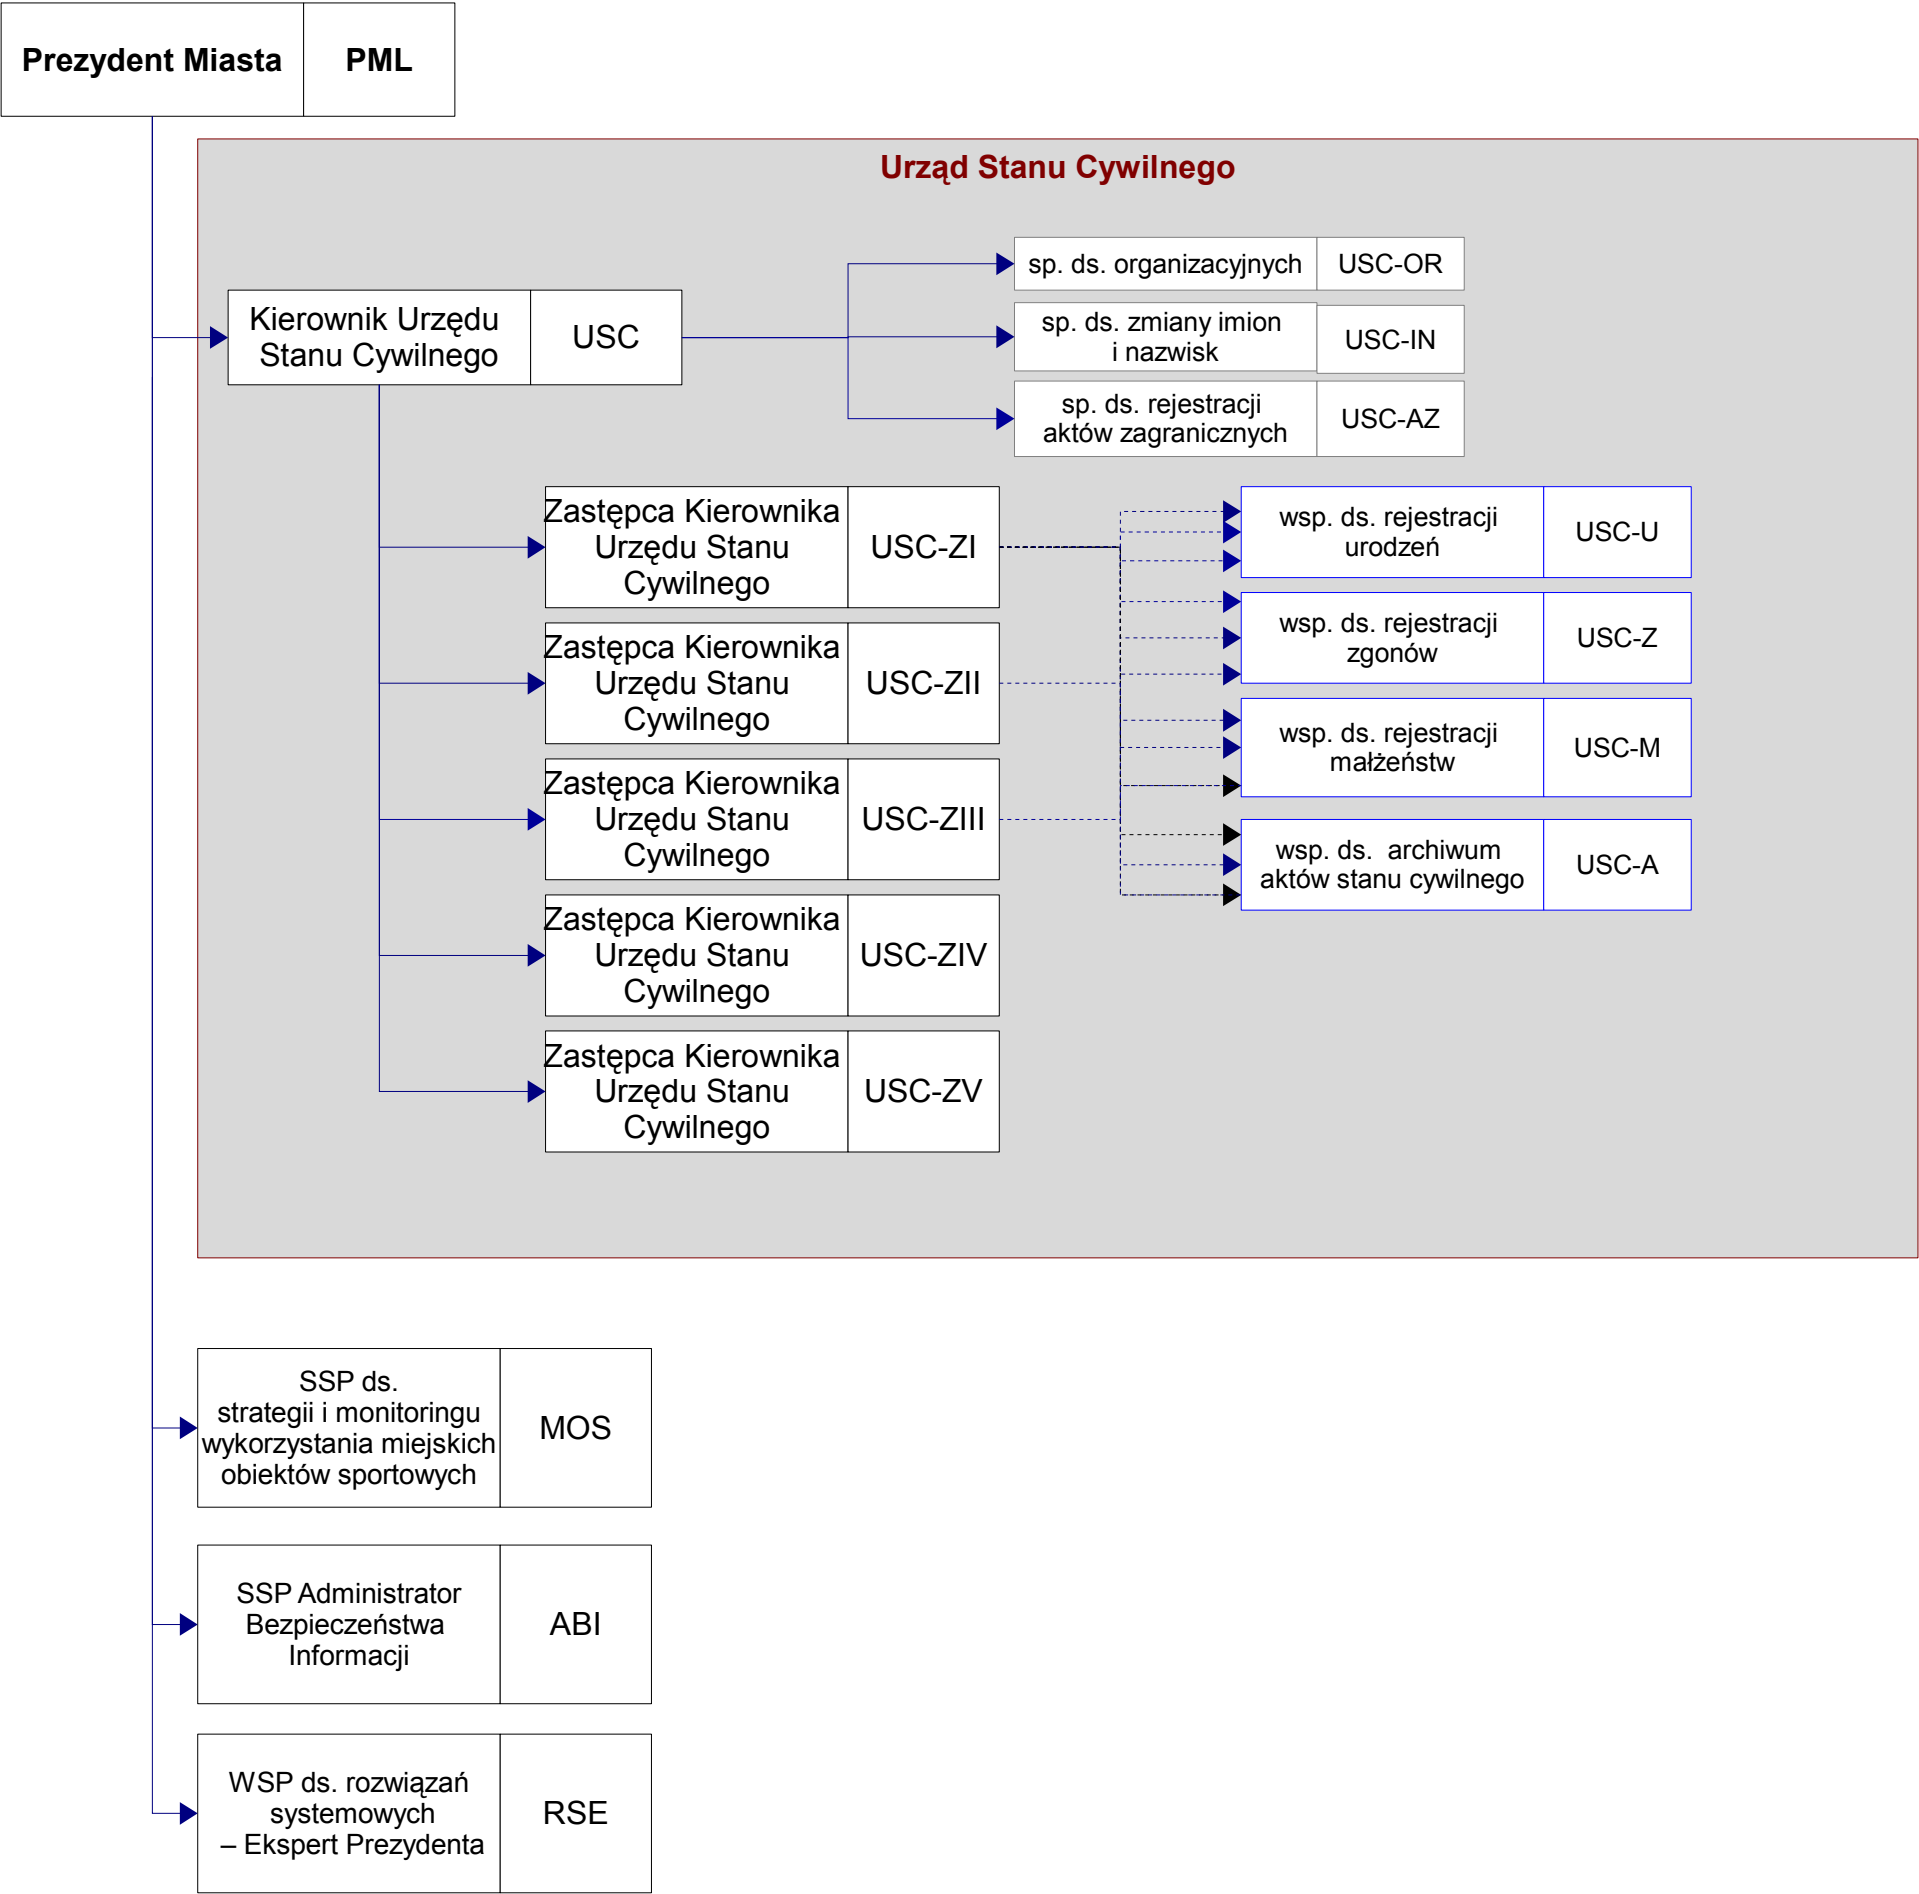 Prezydent Miasta PML
Urząd Stanu Cywilnego
sp. ds. organizacyjnych USC-OR
Kierownik Urzędu
Stanu Cywilnego
USC
sp. ds. zmiany imion
i nazwisk
USC-IN
sp. ds. rejestracji
aktów zagranicznych
USC-AZ
Zastępca Kierownika
Urzędu Stanu
Cywilnego
USC-ZI
wsp. ds. rejestracji
urodzeń
USC-U
wsp. ds. rejestracji
zgonów
USC-Z
Zastępca Kierownika
Urzędu Stanu
Cywilnego
USC-ZII
wsp. ds. rejestracji
małżeństw
USC-M
Zastępca Kierownika
Urzędu Stanu
Cywilnego
USC-ZIII
wsp. ds. archiwum
aktów stanu cywilnego
USC-A
Zastępca Kierownika
Urzędu Stanu
Cywilnego
USC-ZIV
Zastępca Kierownika
Urzędu Stanu
Cywilnego
USC-ZV
SSP ds.
strategii i monitoringu
wykorzystania miejskich
obiektów sportowych
MOS
SSP Administrator
Bezpieczeństwa
Informacji
ABI
WSP ds. rozwiązań
systemowych
– Ekspert Prezydenta
RSE